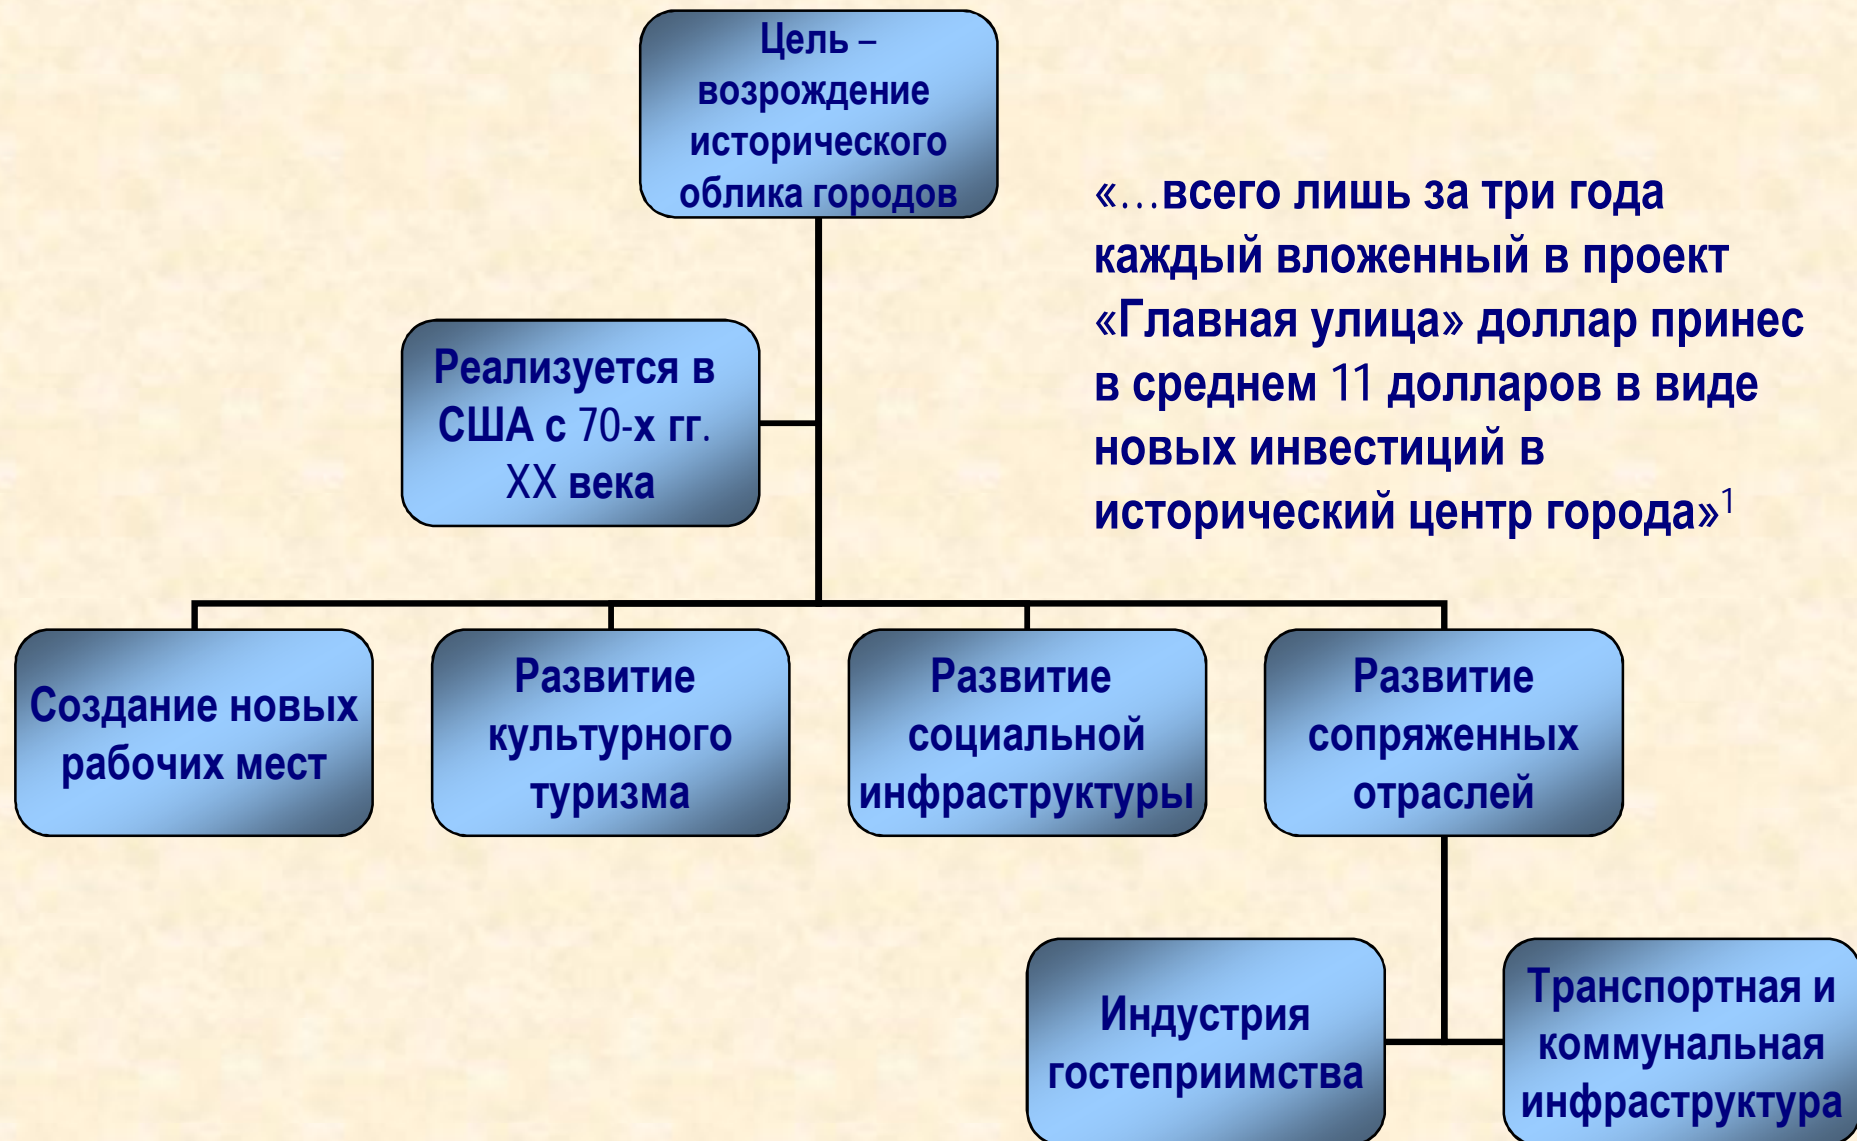 Цель –
возрождение
исторического
облика городов
«…всего лишь за три года
каждый вложенный в проект
«Главная улица» доллар принес
в среднем 11 долларов в виде
новых инвестиций в
исторический центр города»1
Реализуется в
США с 70-х гг.
XX века
Создание новых
рабочих мест
Развитие
культурного
туризма
Развитие
социальной
инфраструктуры
Развитие
сопряженных
отраслей
Индустрия
гостеприимства
Транспортная и
коммунальная
инфраструктура